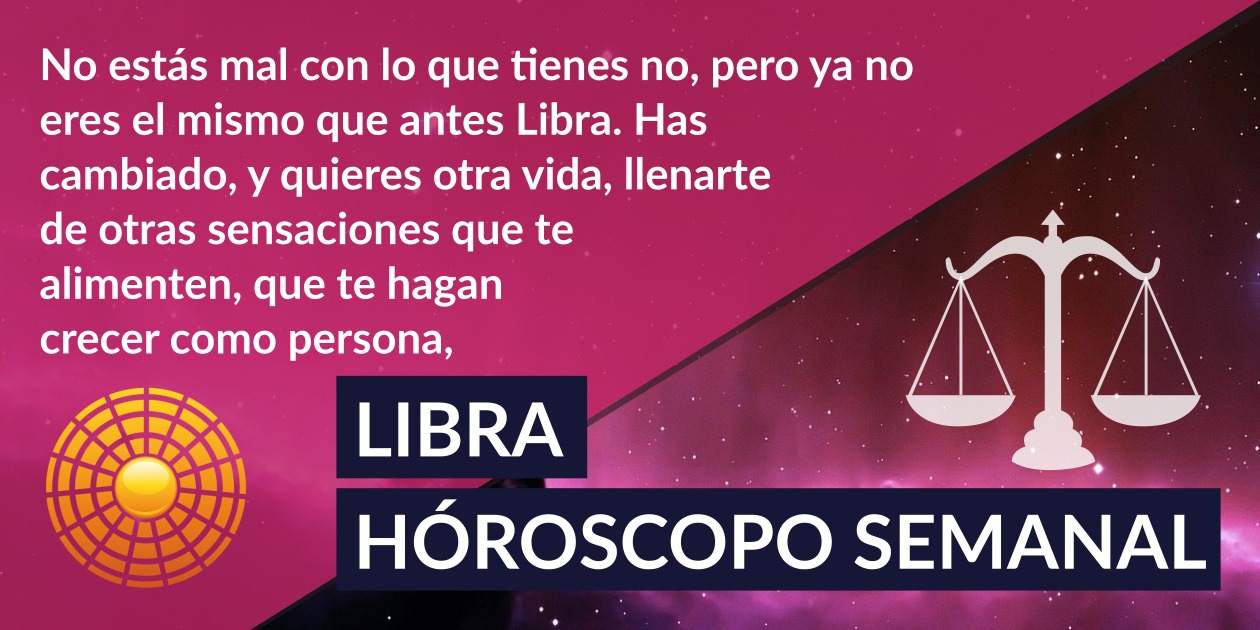 No estás mal con lo que tienes no, pero ya no
eres el mismo que antes Libra. Has
cambiado, y quieres otra vida, llenarte
de otras sensaciones que te
alimenten, que te hagan
crecer como persona,
LIBRA
HÓROSCOPO SEMANAL